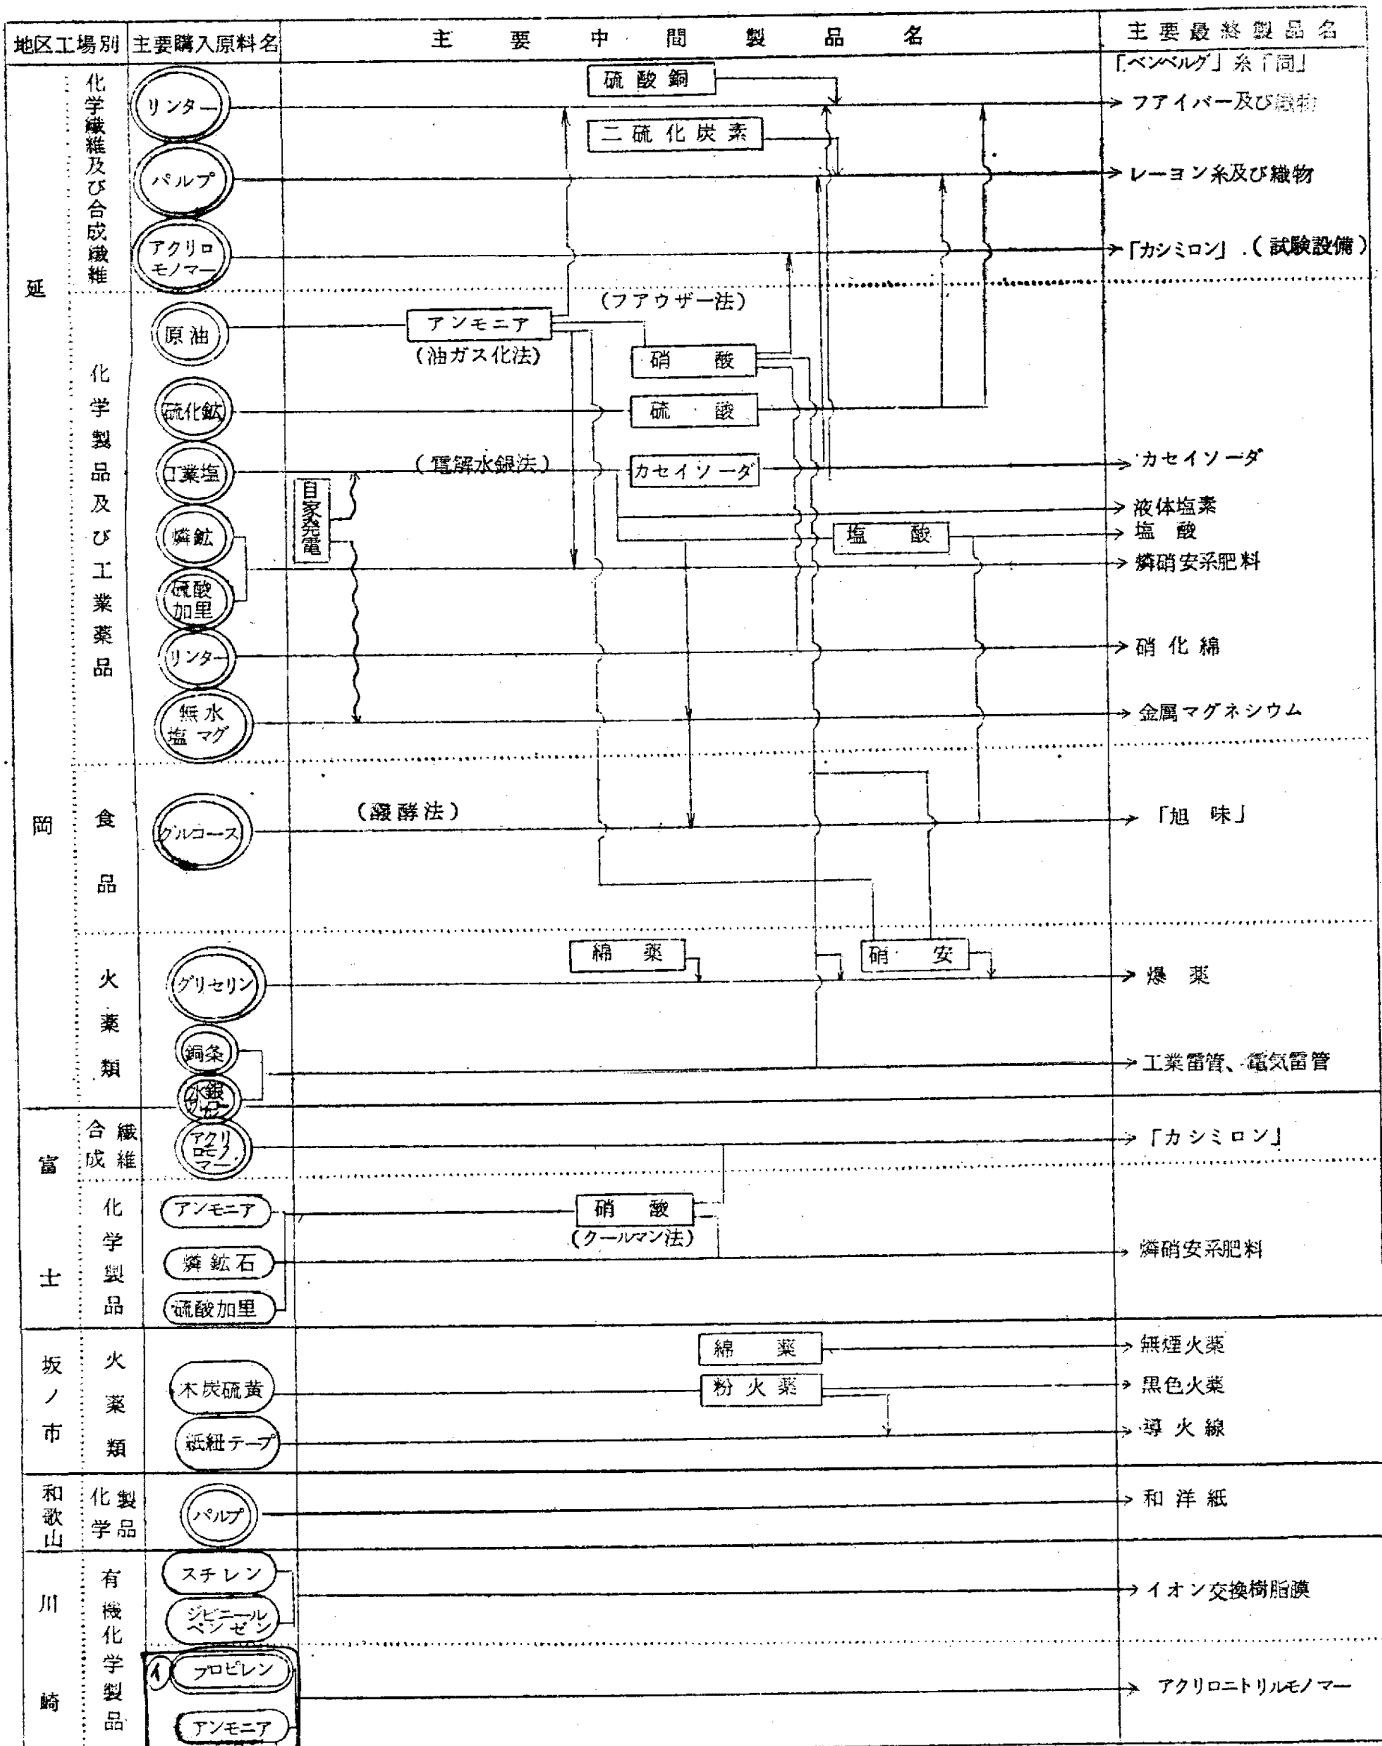 地区工場別 主要購入原料名 主要中間製品名 主要最終製品名
延岡
化学繊維及び合成繊維
リンター 硫酸銅 「ベンベルグ」糸「同」
フアイバー及び織物
二硫化炭素
パルプ レーヨン糸及び織物
アクリロモノマー 「カシミロン」.(試験設備)
化学製品及び工業薬品
(フアウザー法)
原油 アンモニア
(油ガス化法) 硝酸
硫化鉱 硫酸
工業塩 (電解水銀法) カセイソーダ カセイソーダ
自家発電
液体塩素
燐鉱 塩酸 塩酸
燐硝安系肥料
硫酸加里
リンター 硝化綿
無水塩マグ 金属マグネシウム
食品
グルコース (醱酵法) 「旭味」
火薬類
綿薬 硝安
グリセリン 爆薬
銅条 工業雷管、電気雷管
水銀
富士
合成繊維
アクリロモノマー 「カシミロン」
化学製品
アンモニア 硝酸
(クールマン法)
燐鉱石 燐硝安系肥料
硫酸加里
坂ノ市
火薬類
綿薬 無煙火薬
木炭硫黄 粉火薬 黒色火薬
紙紐テープ 導火線
和歌山
化学製品
パルプ 和洋紙
川崎
有機化学製品
スチレン
イオン交換樹脂膜
ジビニールベンゼン
イ プロピレン
アクリロニトリルモノマー
アンモニア